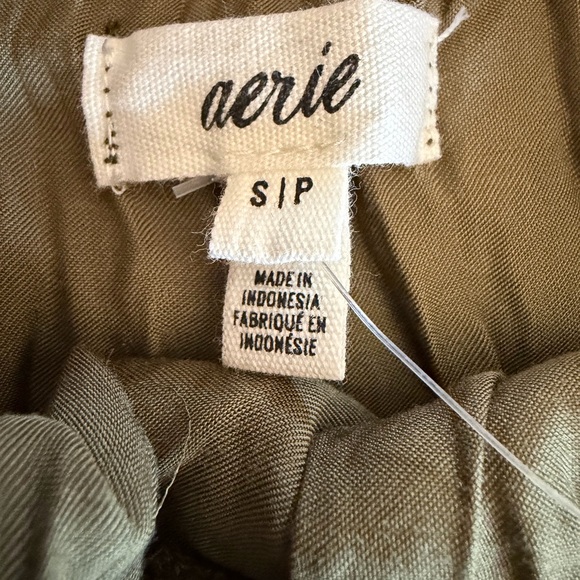 aerie
S|P
MADE IN
INDONESIA
FABRIQUÉ EN
INDONÉSIE